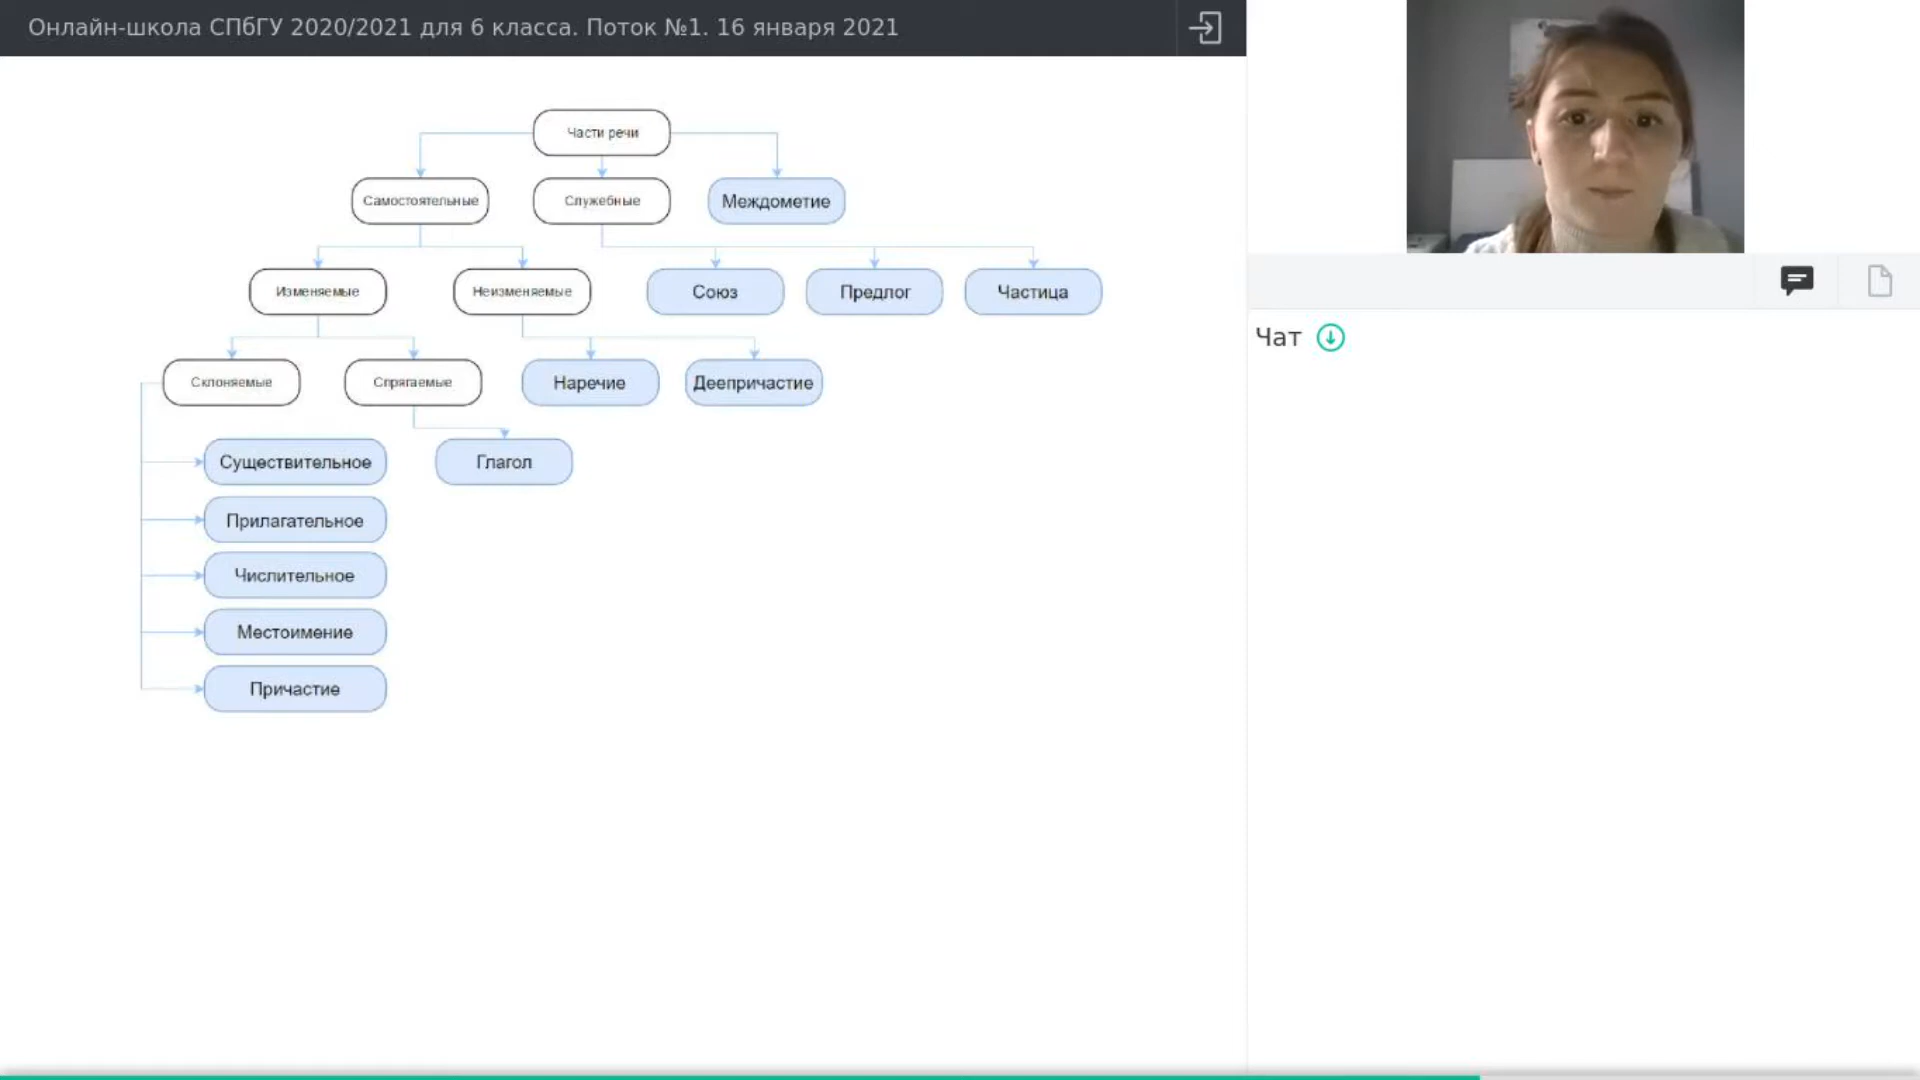 Онлайн-школа СПбГУ 2020/2021 для 6 класса. Поток №1. 16 января 2021
Части речи
Самостоятельные
Служебные
Междометие
Изменяемые
Неизменяемые
Союз
Предлог
Частица
Склоняемые
Спрягаемые
Наречие
Деепричастие
Существительное
Глагол
Прилагательное
Числительное
Местоимение
Причастие
Чат